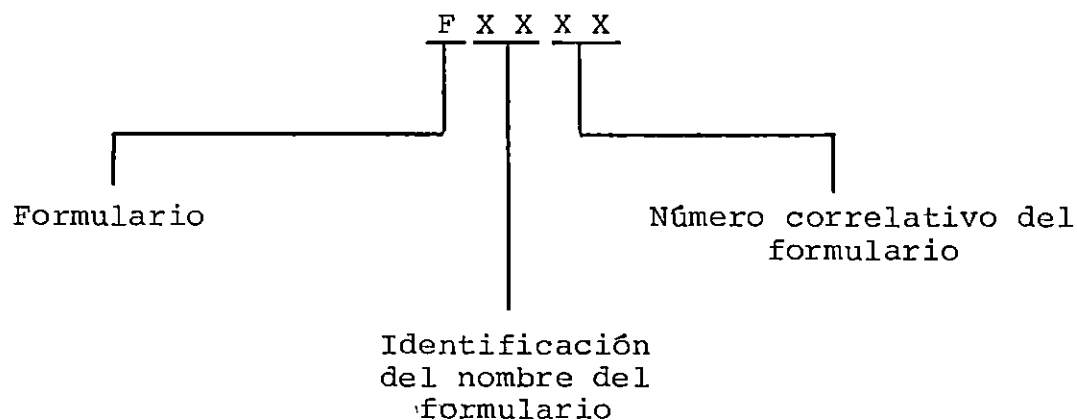 F X X X X
Formulario
Número correlativo del
formulario
Identificación
del nombre del
formulario